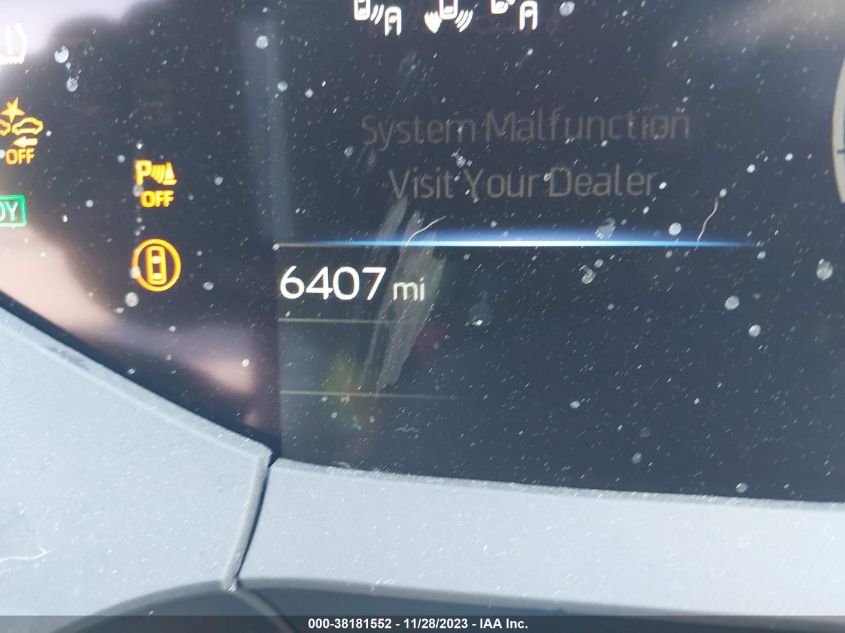 A
A
System Malfunction
OFF
P
Visit Your Dealer
OFF
6407 mi
000-38181552 - 11/28/2023 - IAA Inc.